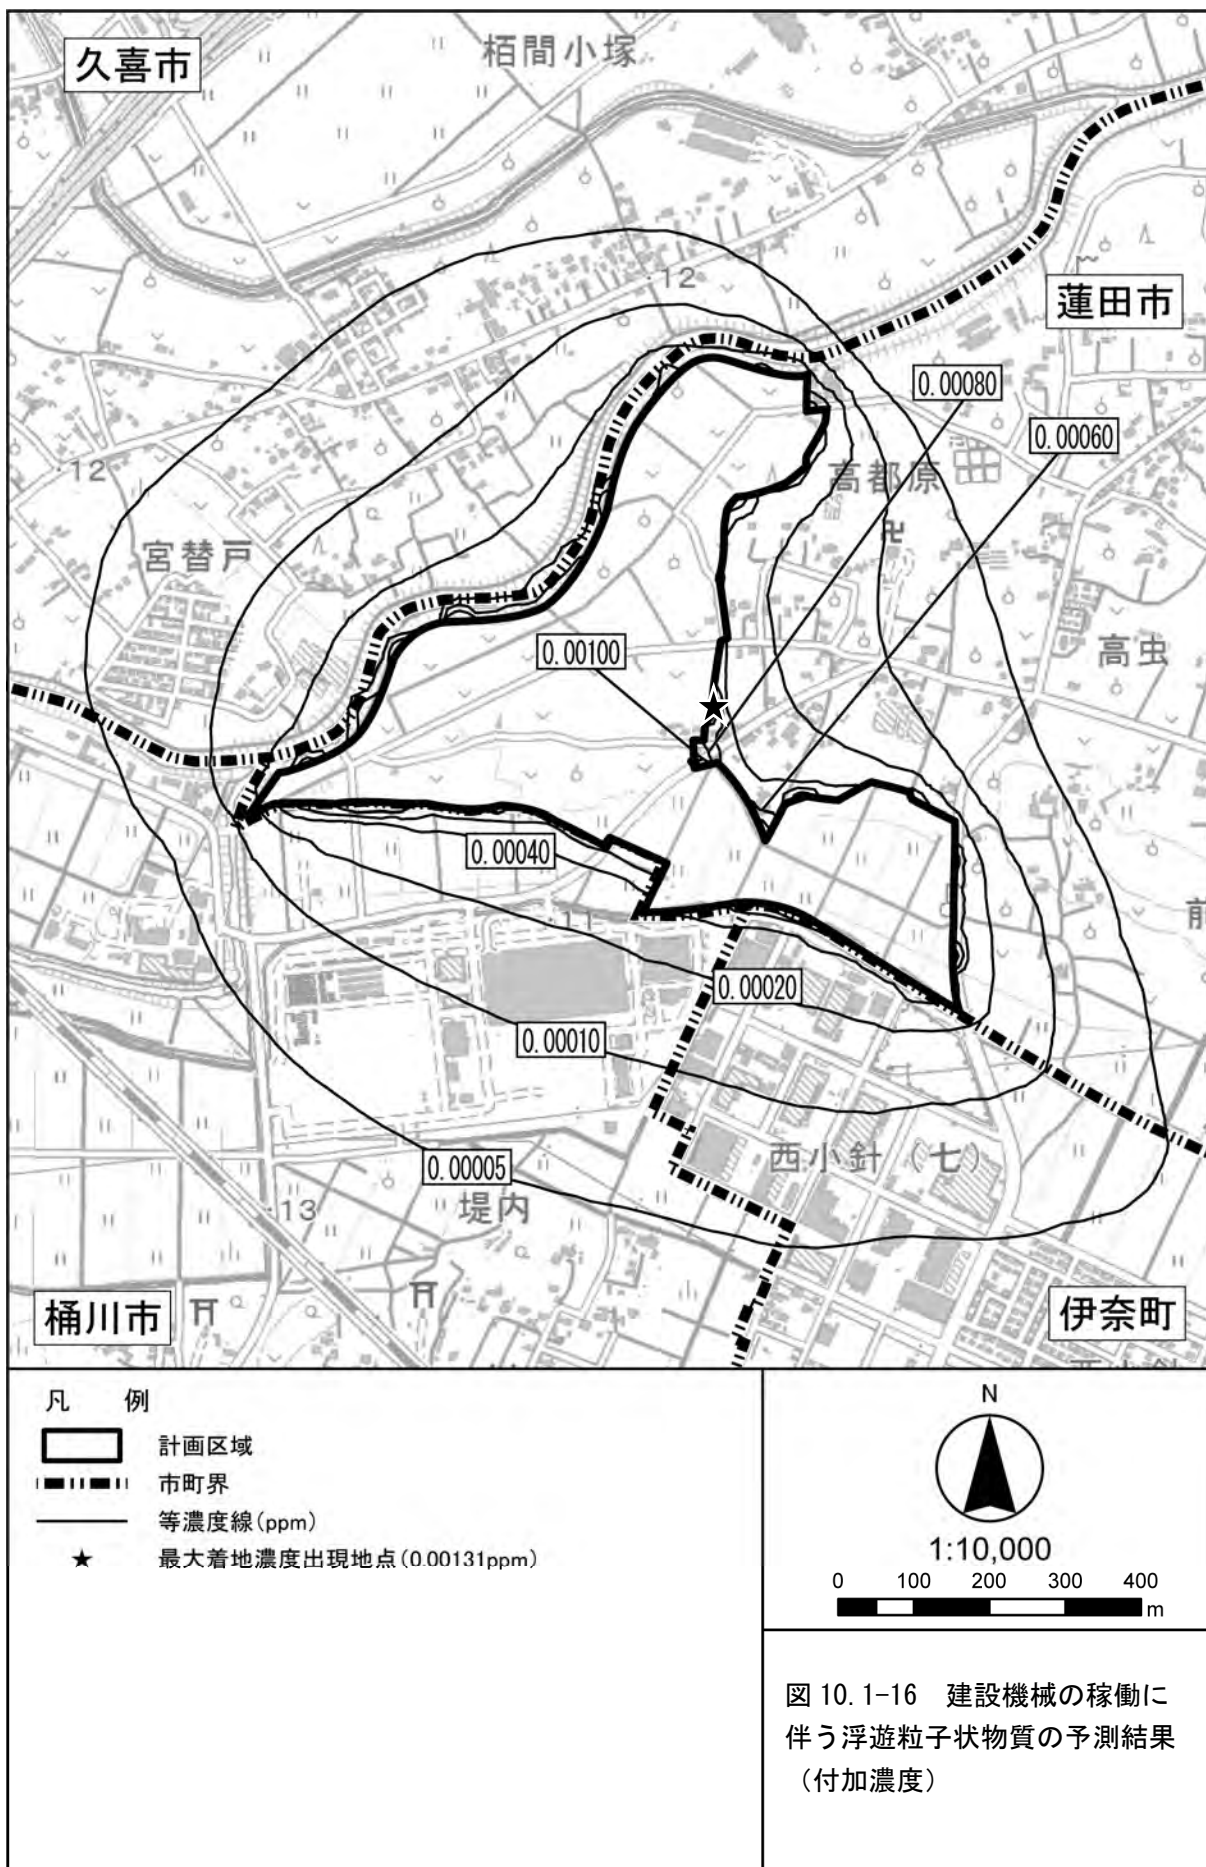 久喜市
栢間小塚
12
蓮田市
0.00080
0.00060
12
高都原
宮替戸
高虫
0.00100
0.00040
前
0.00020
0.00010
西小針（七）
0.00005
堤内
13
桶川市
伊奈町
凡　例
計画区域
市町界
等濃度線(ppm)
★ 最大着地濃度出現地点(0.00131ppm)
N
1:10,000
0 100 200 300 400
m
図 10.1-16　建設機械の稼働に
伴う浮遊粒子状物質の予測結果
（付加濃度）